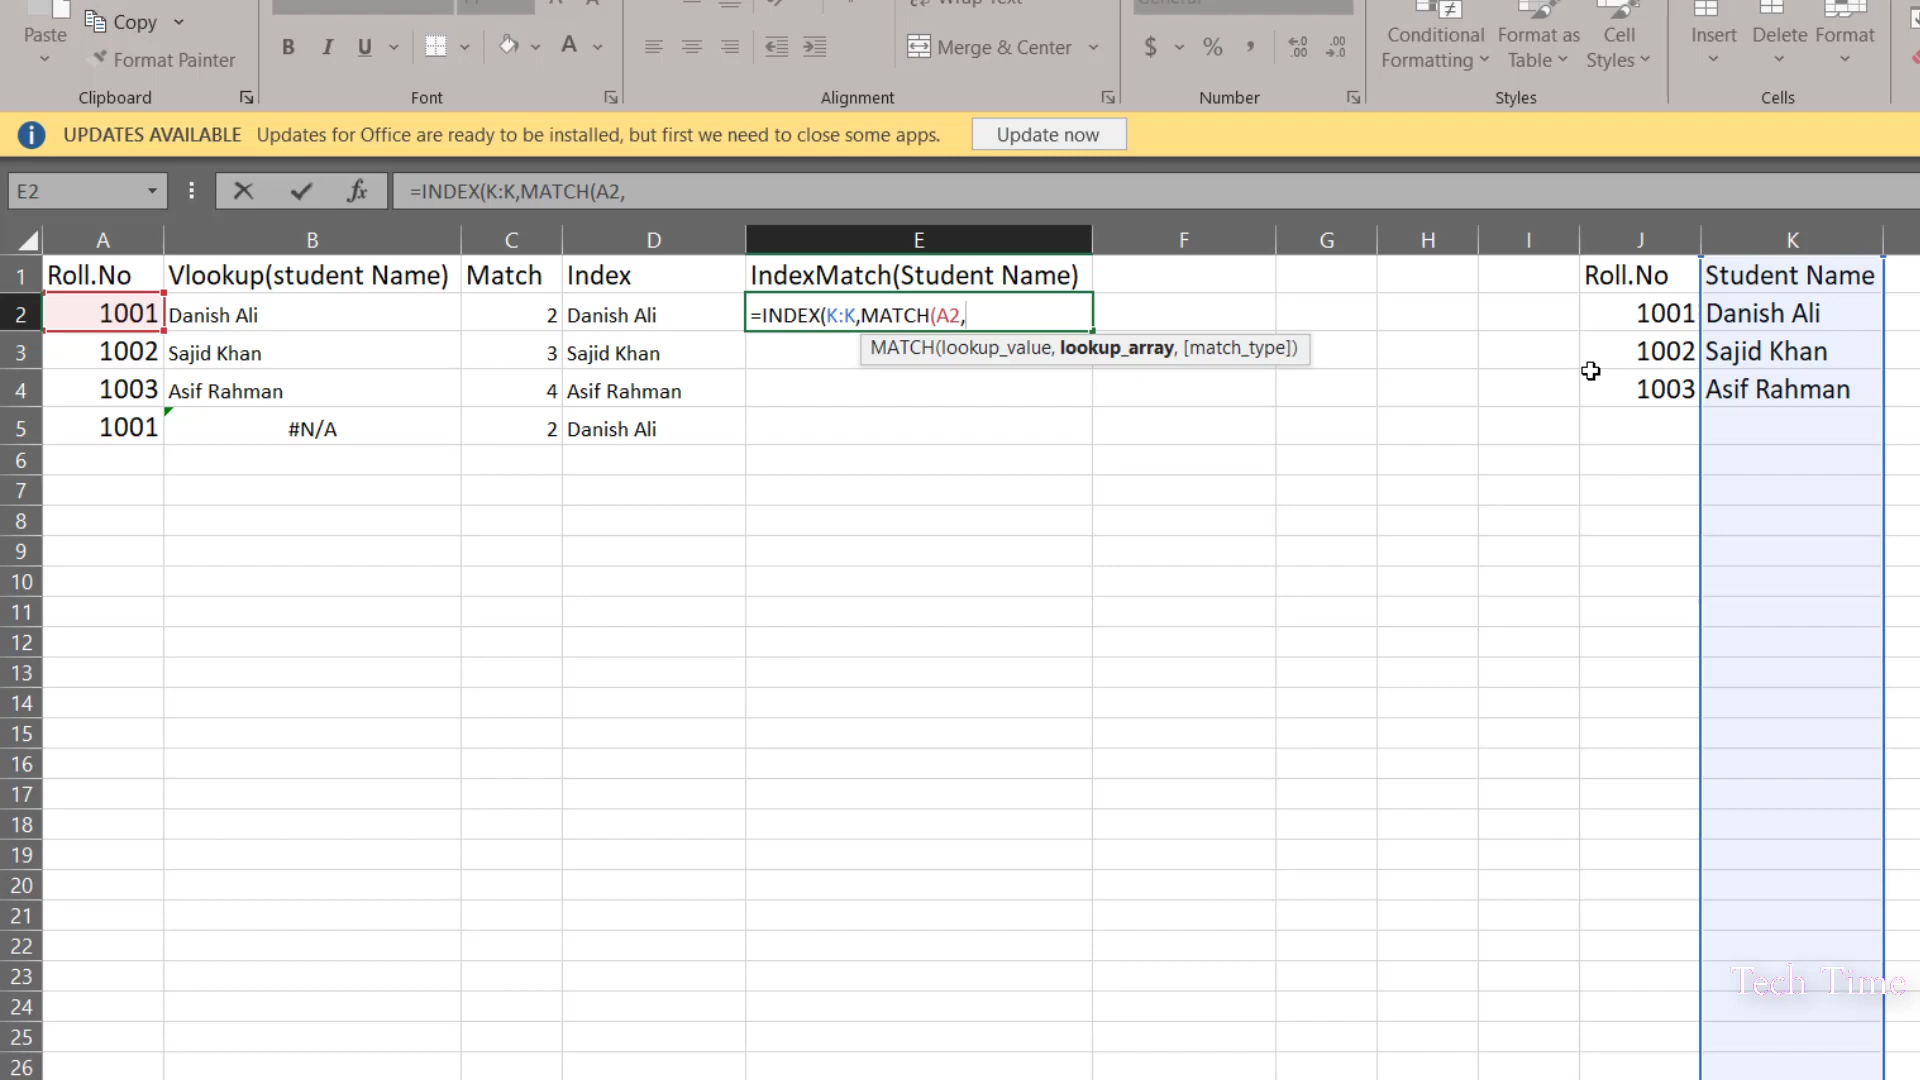 Paste
Copy
Format Painter
Clipboard
B I U
A
Font
Wrap Text
Merge & Center
Alignment
General
$ % ,
Number
Conditional Formatting
Format as Table
Cell Styles
Styles
Insert
Delete
Format
Cells
UPDATES AVAILABLE Updates for Office are ready to be installed, but first we need to close some apps. Update now
E2 fx =INDEX(K:K,MATCH(A2,
A B C D E F G H I J K
1 Roll.No Vlookup(student Name) Match Index IndexMatch(Student Name) Roll.No Student Name
2 1001 Danish Ali 2 Danish Ali =INDEX(K:K,MATCH(A2, 1001 Danish Ali
MATCH(lookup_value, lookup_array, [match_type])
3 1002 Sajid Khan 3 Sajid Khan 1002 Sajid Khan
4 1003 Asif Rahman 4 Asif Rahman 1003 Asif Rahman
5 1001 #N/A 2 Danish Ali
6
7
8
9
10
11
12
13
14
15
16
17
18
19
20
21
22
23
Tech Time
24
25
26